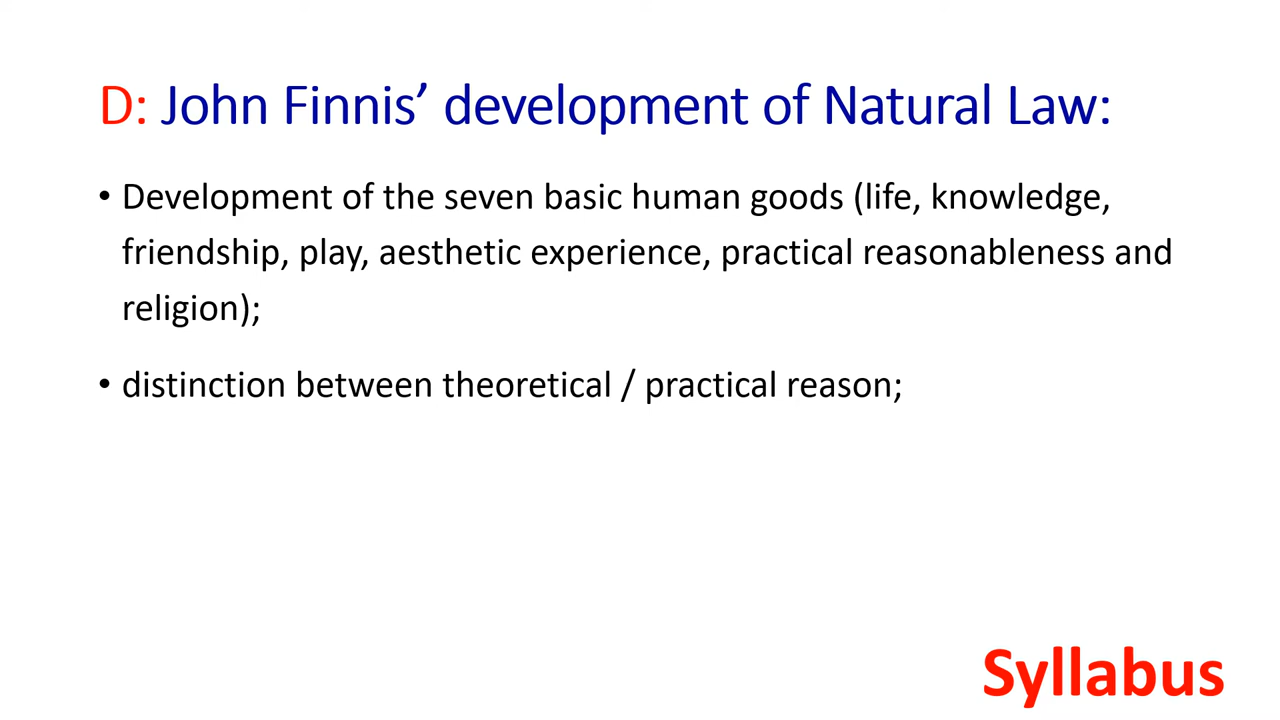 D: John Finnis’ development of Natural Law:
• Development of the seven basic human goods (life, knowledge,
friendship, play, aesthetic experience, practical reasonableness and
religion);
• distinction between theoretical / practical reason;
Syllabus